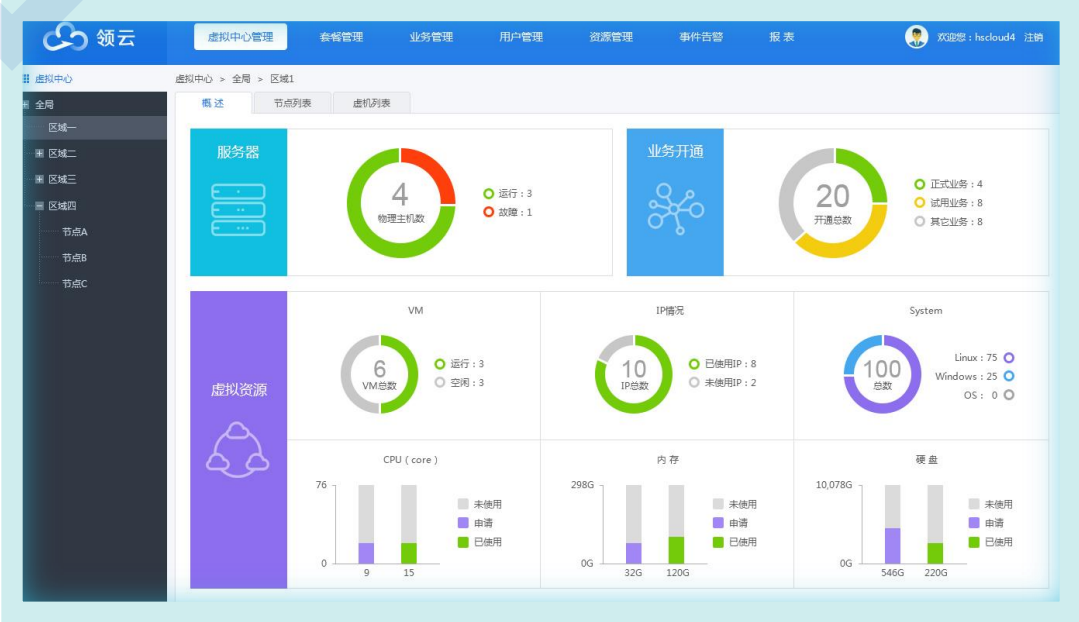 领云
虚拟中心管理 套餐管理 业务管理 用户管理 资源管理 事件告警 报表
欢迎您：hscloud4 注销
虚拟中心
全局
区域一
区域二
区域三
区域四
节点A
节点B
节点C
虚拟中心 > 全局 > 区域1
概 述 节点列表 虚机列表
服务器
4
物理主机数
运行：3
故障：1
业务开通
20
开通总数
正式业务：4
试用业务：8
其它业务：8
虚拟资源
VM
6
VM总数
运行：3
空闲：3
IP情况
10
IP总数
已使用IP：8
未使用IP：2
System
100
总数
Linux：75
Windows：25
OS： 0
CPU ( core )
76
0
9 15
未使用
申请
已使用
内 存
298G
0G
32G 120G
未使用
申请
已使用
硬 盘
10,078G
0G
546G 220G
未使用
申请
已使用